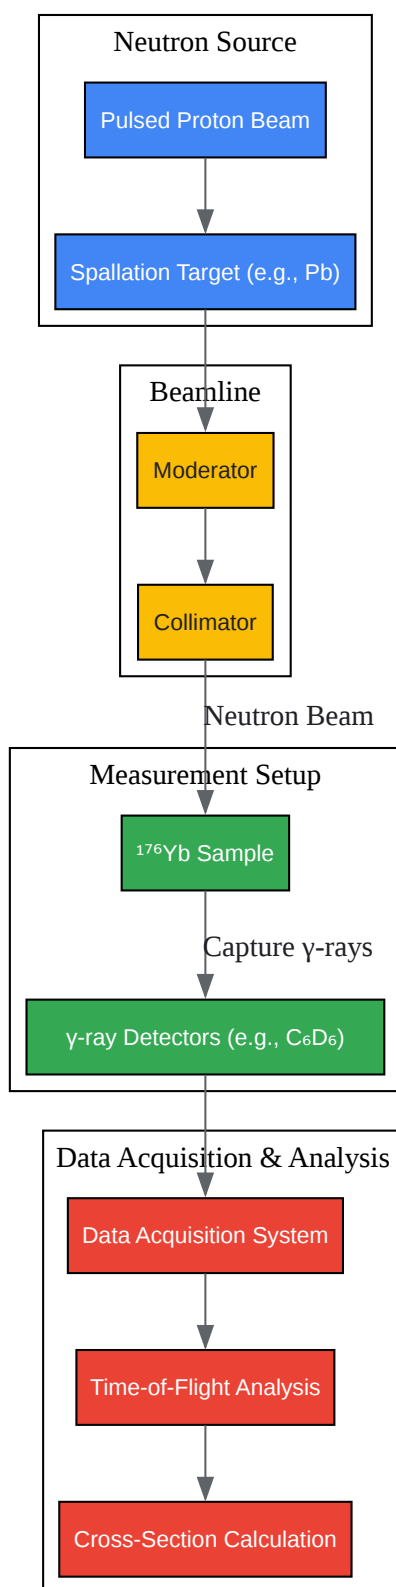 Neutron Source
Pulsed Proton Beam
Spallation Target (e.g., Pb)
Beamline
Moderator
Collimator
Neutron Beam
Measurement Setup
¹⁷⁶Yb Sample
Capture γ-rays
γ-ray Detectors (e.g., C₆D₆)
Data Acquisition & Analysis
Data Acquisition System
Time-of-Flight Analysis
Cross-Section Calculation